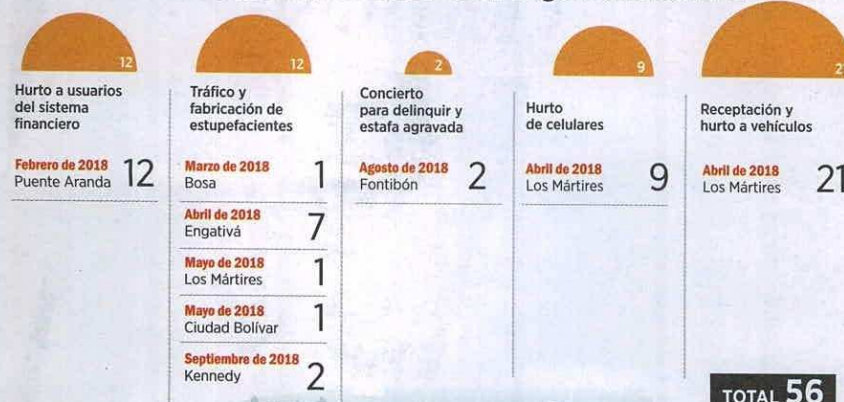 12
Hurto a usuarios
del sistema
financiero
Febrero de 2018
Puente Aranda 12
12
Tráfico y
fabricación de
estupefacientes
Marzo de 2018
Bosa 1
Abril de 2018
Engativá 7
Mayo de 2018
Los Mártires 1
Mayo de 2018
Ciudad Bolívar 1
Septiembre de 2018
Kennedy 2
2
Concierto
para delinquir y
estafa agravada
Agosto de 2018
Fontibón 2
9
Hurto
de celulares
Abril de 2018
Los Mártires 9
21
Receptación y
hurto a vehículos
Abril de 2018
Los Mártires 21
TOTAL 56